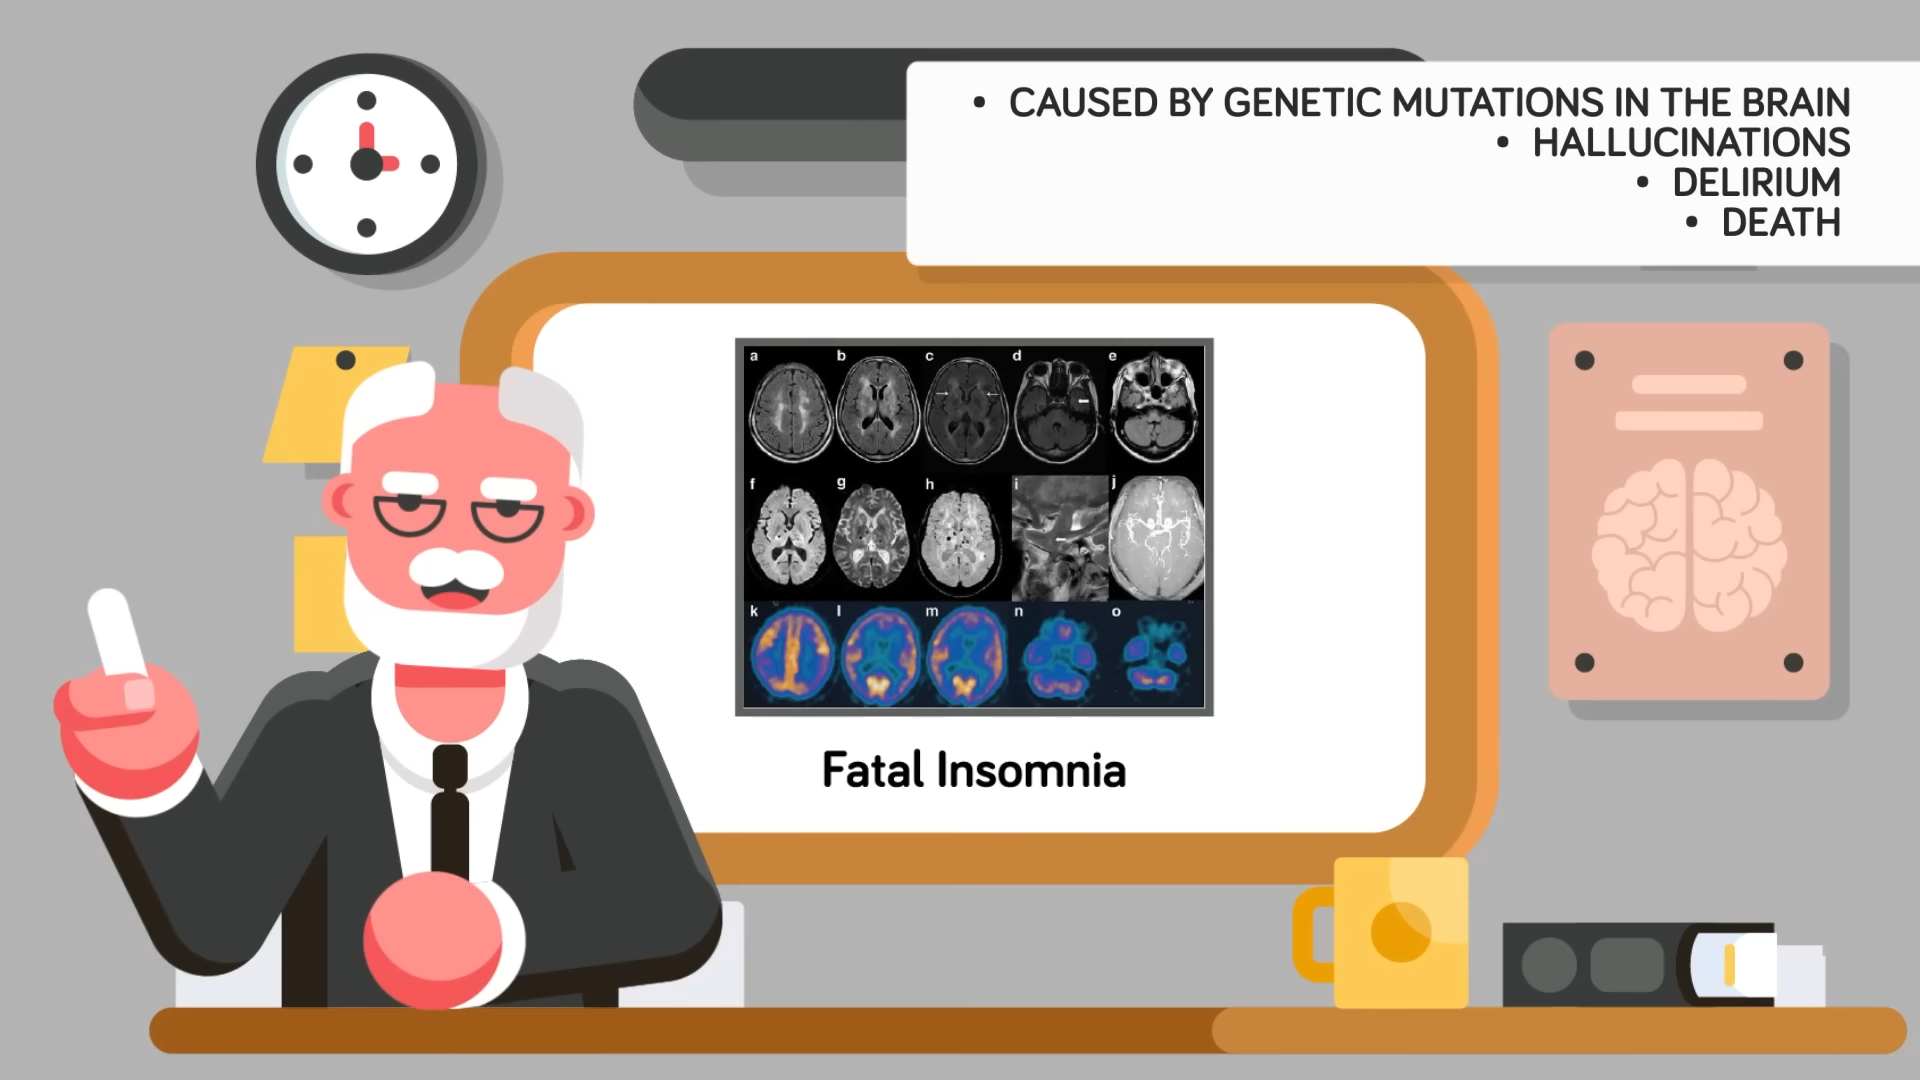 • CAUSED BY GENETIC MUTATIONS IN THE BRAIN
• HALLUCINATIONS
• DELIRIUM
• DEATH
a b c d e
f g h i j
k l m n o
Fatal Insomnia